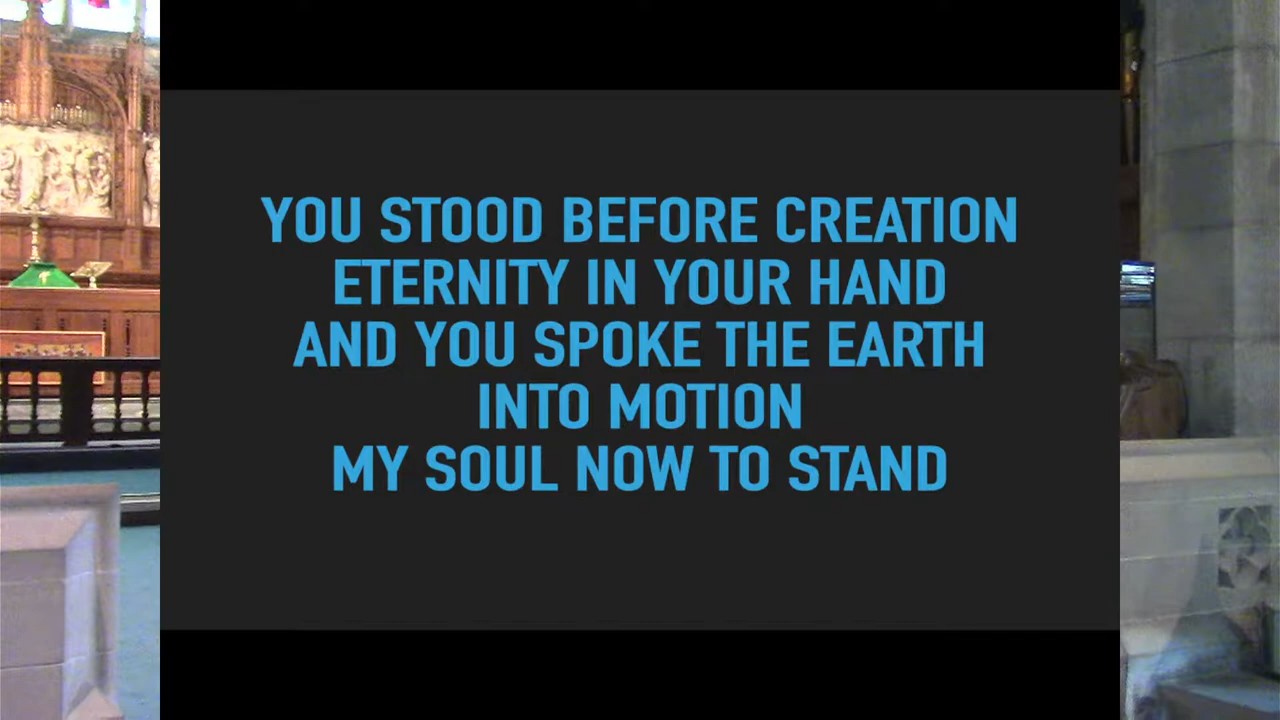 YOU STOOD BEFORE CREATION
ETERNITY IN YOUR HAND
AND YOU SPOKE THE EARTH
INTO MOTION
MY SOUL NOW TO STAND